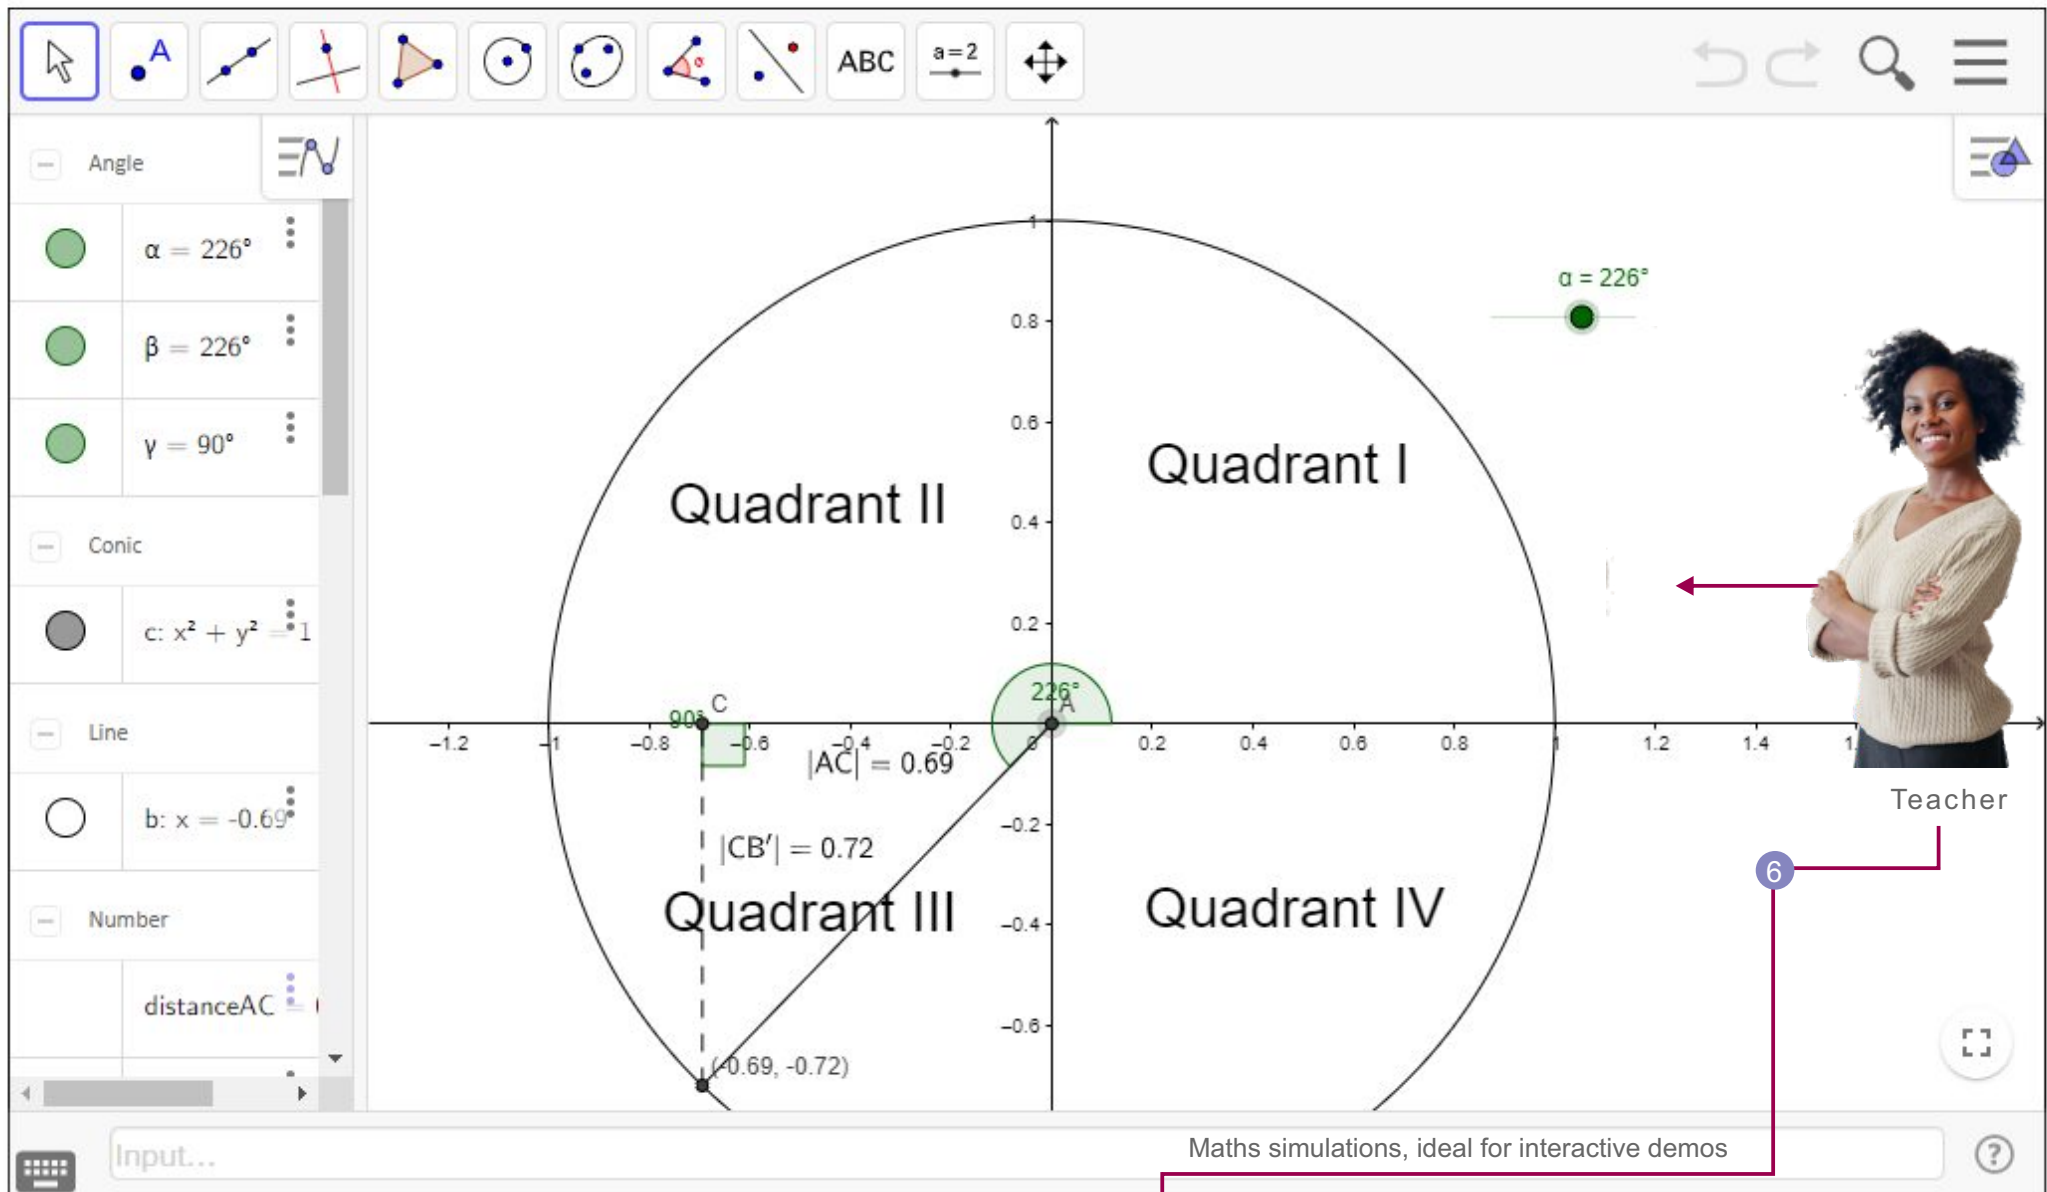 A
α
ABC
a=2
Angle
α = 226°
β = 226°
γ = 90°
Conic
c: x² + y² = 1
Line
b: x = -0.69
Number
distanceAC =
α = 226°
1
0.8
0.6
0.4
0.2
Quadrant II
Quadrant I
226°
A
90°
C
–1.2
–1
–0.8
–0.6
–0.4
–0.2
0
0.2
0.4
0.6
0.8
1
1.2
1.4
1.
|AC| = 0.69
|CB′| = 0.72
–0.2
–0.4
–0.6
Quadrant III
Quadrant IV
(-0.69, -0.72)
Teacher
6
Input...
Maths simulations, ideal for interactive demos
?